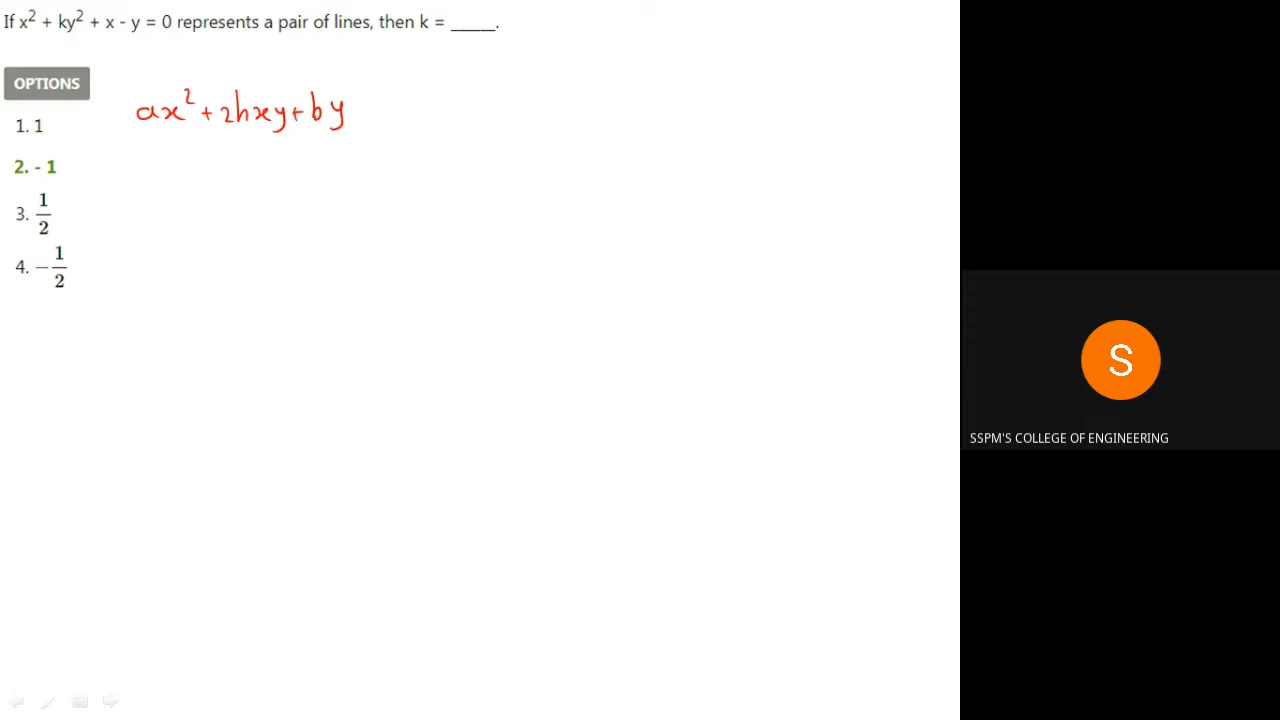 If x² + ky² + x - y = 0 represents a pair of lines, then k = _____.
OPTIONS
ax² + 2hxy + by
1. 1
2. - 1
3. 1/2
4. -1/2
S
SSPM'S COLLEGE OF ENGINEERING